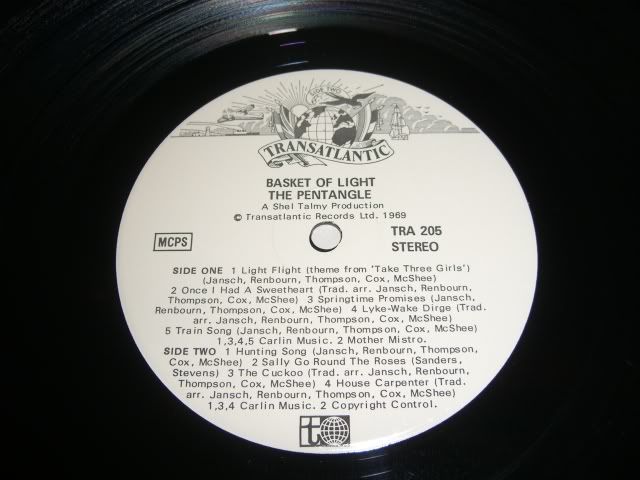 SIDE TWO
TRANSATLANTIC
BASKET OF LIGHT
THE PENTANGLE
A Shel Talmy Production
© Transatlantic Records Ltd. 1969
MCPS
TRA 205
STEREO
SIDE ONE 1 Light Flight (theme from 'Take Three Girls')
(Jansch, Renbourn, Thompson, Cox, McShee)
2 Once I Had A Sweetheart (Trad. arr. Jansch, Renbourn,
Thompson, Cox, McShee) 3 Springtime Promises (Jansch,
Renbourn, Thompson, Cox, McShee) 4 Lyke-Wake Dirge (Trad.
arr. Jansch, Renbourn, Thompson, Cox, McShee)
5 Train Song (Jansch, Renbourn, Thompson, Cox, McShee)
1,3,4,5 Carlin Music. 2 Mother Mistro.
SIDE TWO 1 Hunting Song (Jansch, Renbourn, Thompson,
Cox, McShee) 2 Sally Go Round The Roses (Sanders,
Stevens) 3 The Cuckoo (Trad. arr. Jansch, Renbourn,
Thompson, Cox, McShee) 4 House Carpenter (Trad.
arr. Jansch, Renbourn, Thompson, Cox, McShee)
1,3,4 Carlin Music. 2 Copyright Control.
t